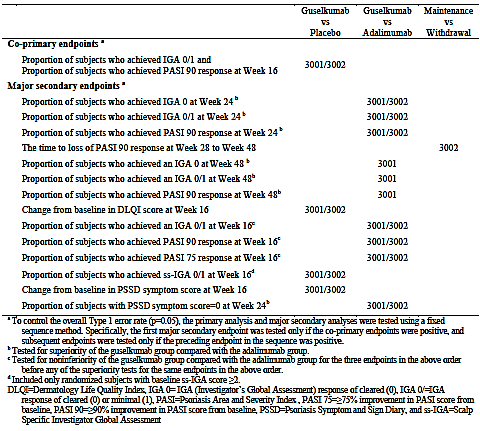 Guselkumab vs Placebo
Guselkumab vs Adalimumab
Maintenance vs Withdrawal
Co-primary endpoints a
Proportion of subjects who achieved IGA 0/1 and
Proportion of subjects who achieved PASI 90 response at Week 16 3001/3002
Major secondary endpoints a
Proportion of subjects who achieved IGA 0 at Week 24 b 3001/3002
Proportion of subjects who achieved IGA 0/1 at Week 24 b 3001/3002
Proportion of subjects who achieved PASI 90 response at Week 24 b 3001/3002
The time to loss of PASI 90 response at Week 28 to Week 48 3002
Proportion of subjects who achieved an IGA 0 at Week 48 b 3001
Proportion of subjects who achieved an IGA 0/1 at Week 48b 3001
Proportion of subjects who achieved PASI 90 response at Week 48b 3001
Change from baseline in DLQI score at Week 16 3001/3002
Proportion of subjects who achieved an IGA 0/1 at Week 16c 3001/3002
Proportion of subjects who achieved PASI 90 response at Week 16c 3001/3002
Proportion of subjects who achieved PASI 75 response at Week 16c 3001/3002
Proportion of subjects who achieved ss-IGA 0/1 at Week 16d 3001/3002
Change from baseline in PSSD symptom score at Week 16 3001/3002
Proportion of subjects with PSSD symptom score=0 at Week 24 b 3001/3002
a To control the overall Type 1 error rate (p=0.05), the primary analysis and major secondary analyses were tested using a fixed
sequence method. Specifically, the first major secondary endpoint was tested only if the co-primary endpoints were positive, and
subsequent endpoints were tested only if the preceding endpoint in the sequence was positive.
b Tested for superiority of the guselkumab group compared with the adalimumab group.
c Tested for noninferiority of the guselkumab group compared with the adalimumab group for the three endpoints in the above order
before any of the superiority tests for the same endpoints in the above order.
d Included only randomized subjects with baseline ss-IGA score ≥2.
DLQI=Dermatology Life Quality Index, IGA 0= IGA (Investigator's Global Assessment) response of cleared (0), IGA 0/=IGA
response of cleared (0) or minimal (1), PASI=Psoriasis Area and Severity Index , PASI 75=≥75% improvement in PASI score from
baseline, PASI 90=≥90% improvement in PASI score from baseline, PSSD=Psoriasis Symptom and Sign Diary, and ss-IGA=Scalp
Specific Investigator Global Assessment